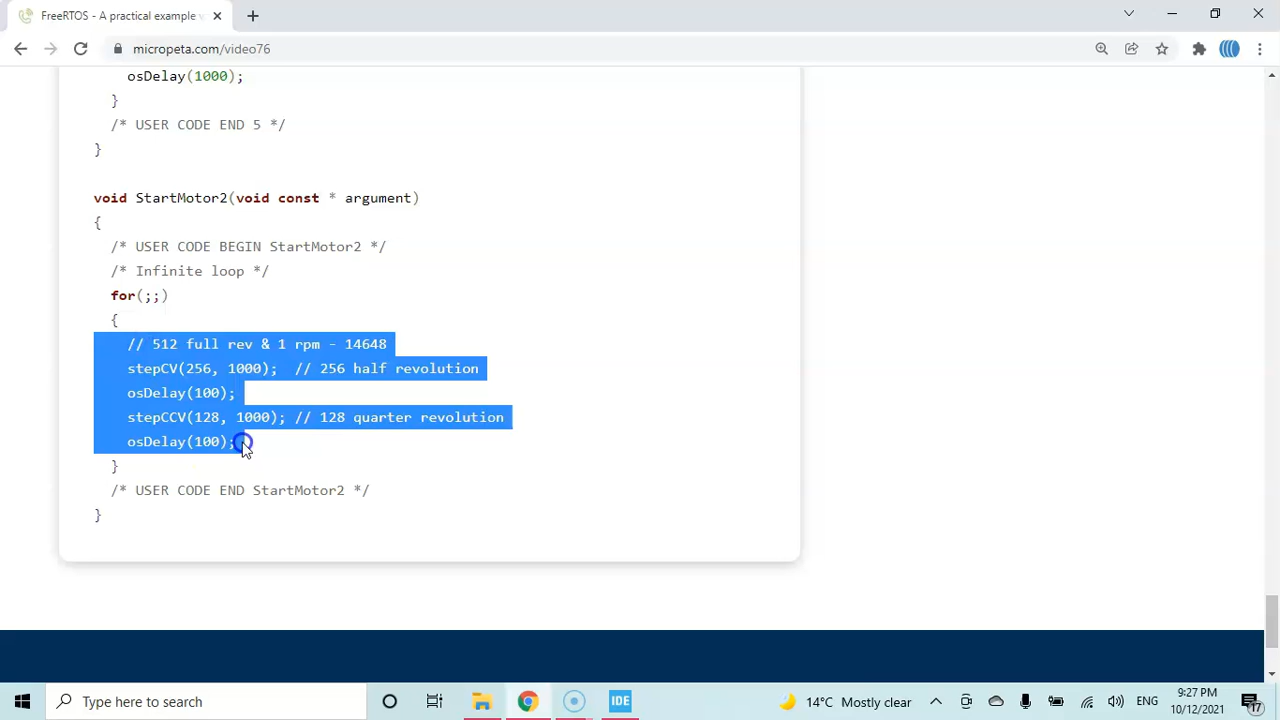 FreeRTOS - A practical example v
micropeta.com/video76
osDelay(1000);
}
/* USER CODE END 5 */
}
void StartMotor2(void const * argument)
{
/* USER CODE BEGIN StartMotor2 */
/* Infinite loop */
for(;;)
{
// 512 full rev & 1 rpm - 14648
stepCV(256, 1000);  // 256 half revolution
osDelay(100);
stepCCV(128, 1000); // 128 quarter revolution
osDelay(100);
}
/* USER CODE END StartMotor2 */
}
Type here to search
IDE
14°C Mostly clear
ENG
9:27 PM
10/12/2021
17